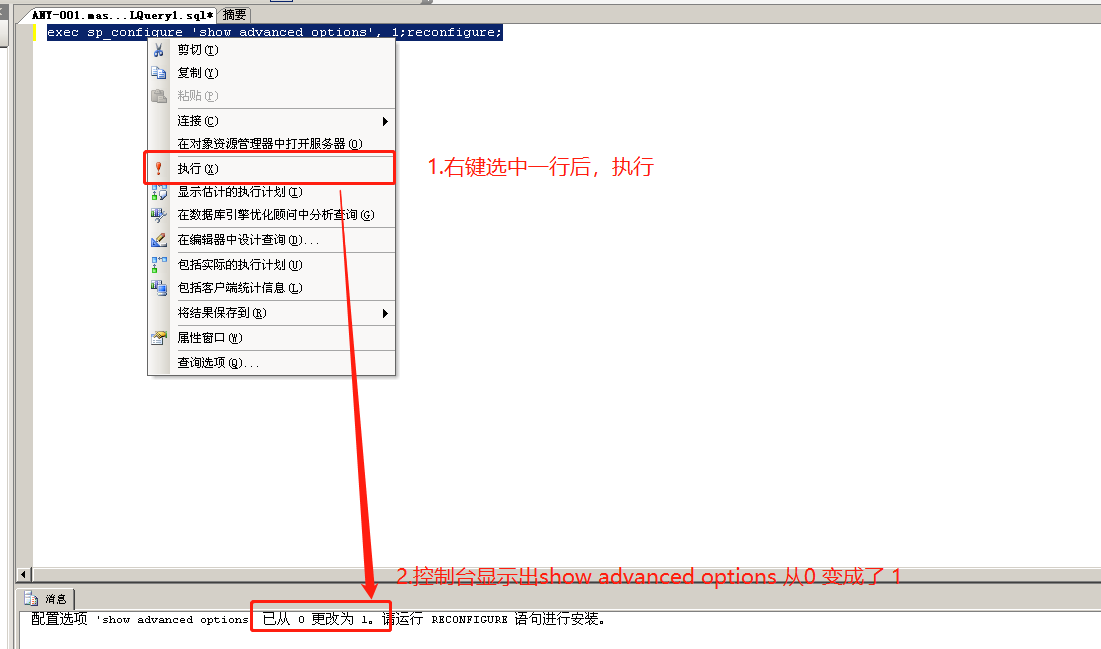 ANY-001.mas...LQuery1.sql* 摘要
exec sp_configure 'show advanced options', 1;reconfigure;
剪切(T)
复制(Y)
粘贴(P)
连接(C)
在对象资源管理器中打开服务器(O)
执行(X)
1.右键选中一行后，执行
显示估计的执行计划(I)
在数据库引擎优化顾问中分析查询(G)
在编辑器中设计查询(D)...
包括实际的执行计划(U)
包括客户端统计信息(L)
将结果保存到(R)
属性窗口(W)
查询选项(Q)...
2.控制台显示出show advanced options 从0 变成了 1
消息
配置选项 'show advanced options' 已从 0 更改为 1。请运行 RECONFIGURE 语句进行安装。